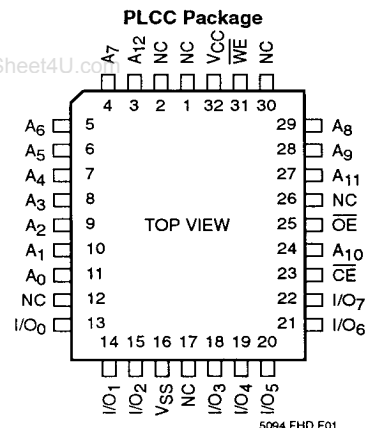 PLCC Package
Sheet4U.com
A7 A12 NC NC VCC WE NC
4 3 2 1 32 31 30
A6 5 29 A8
A5 6 28 A9
A4 7 27 A11
A3 8 26 NC
A2 9 TOP VIEW 25 OE
A1 10 24 A10
A0 11 23 CE
NC 12 22 I/O7
I/O0 13 21 I/O6
14 15 16 17 18 19 20
I/O1 I/O2 VSS NC I/O3 I/O4 I/O5
5094 FHD F01